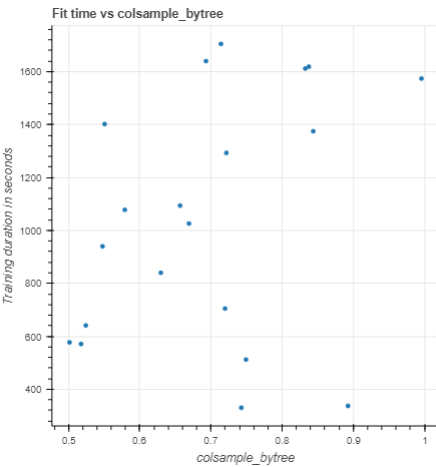 Fit time vs colsample_bytree
Training duration in seconds
1600
1400
1200
1000
800
600
400
0.5 0.6 0.7 0.8 0.9 1
colsample_bytree